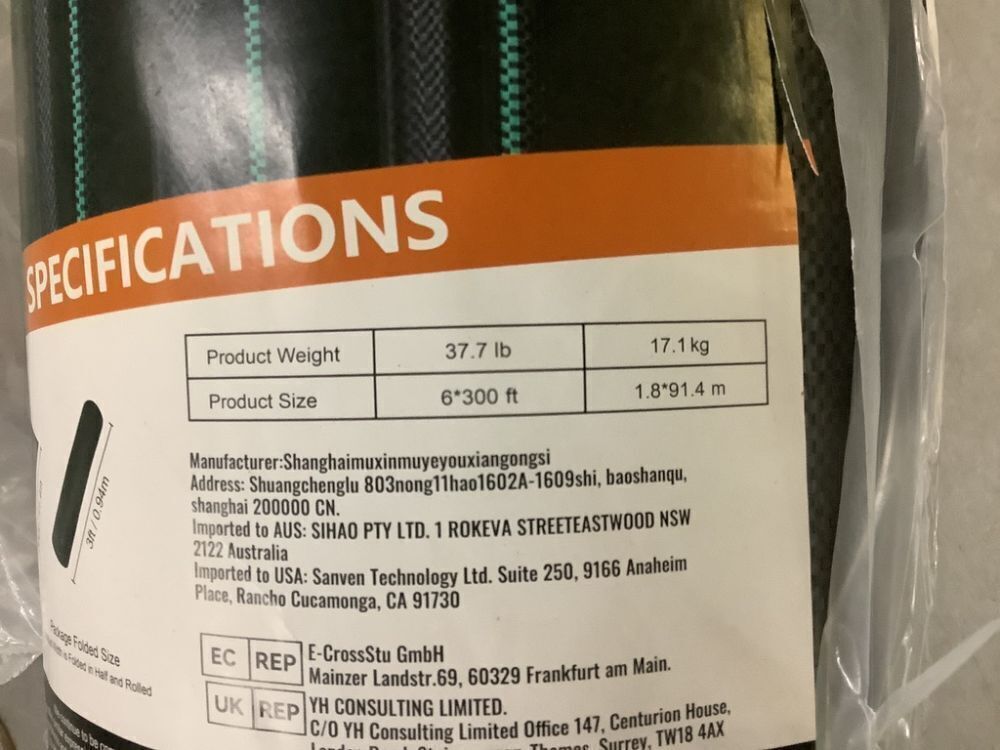 SPECIFICATIONS
Product Weight 37.7 lb 17.1 kg
Product Size 6*300 ft 1.8*91.4 m
3ft / 0.94m
Package Folded Size
is Folded in Half and Rolled
Manufacturer:Shanghaimuxinmuyeyouxiangongsi
Address: Shuangchenglu 803nong11hao1602A-1609shi, baoshanqu,
shanghai 200000 CN.
Imported to AUS: SIHAO PTY LTD. 1 ROKEVA STREETEASTWOOD NSW
2122 Australia
Imported to USA: Sanven Technology Ltd. Suite 250, 9166 Anaheim
Place, Rancho Cucamonga, CA 91730
EC REP E-CrossStu GmbH
Mainzer Landstr.69, 60329 Frankfurt am Main.
UK REP YH CONSULTING LIMITED.
C/O YH Consulting Limited Office 147, Centurion House,
Surrey, TW18 4AX